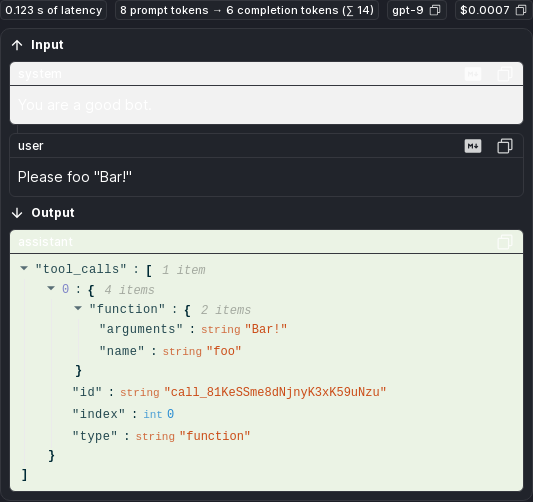 0.123 s of latency 8 prompt tokens → 6 completion tokens (∑ 14) gpt-9 $0.0007
Input
system
You are a good bot.
user
Please foo "Bar!"
Output
assistant
"tool_calls" : [ 1 item
0 : { 4 items
"function" : { 2 items
"arguments" : string "Bar!"
"name" : string "foo"
}
"id" : string "call_81KeSSme8dNjnyK3xK59uNzu"
"index" : int 0
"type" : string "function"
}
]